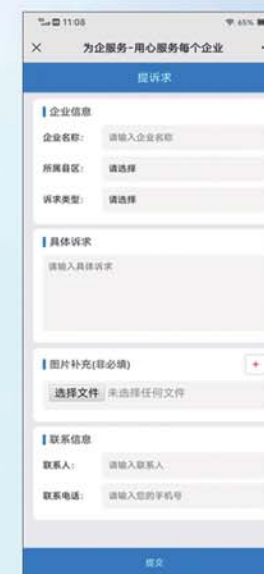 11:08 65%
为企服务-用心服务每个企业
提诉求
企业信息
企业名称: 请输入企业名称
所属县区: 请选择
诉求类型: 请选择
具体诉求
请输入具体诉求
图片补充(非必填) +
选择文件 未选择任何文件
联系信息
联系人: 请输入联系人
联系电话: 请输入您的手机号
提交